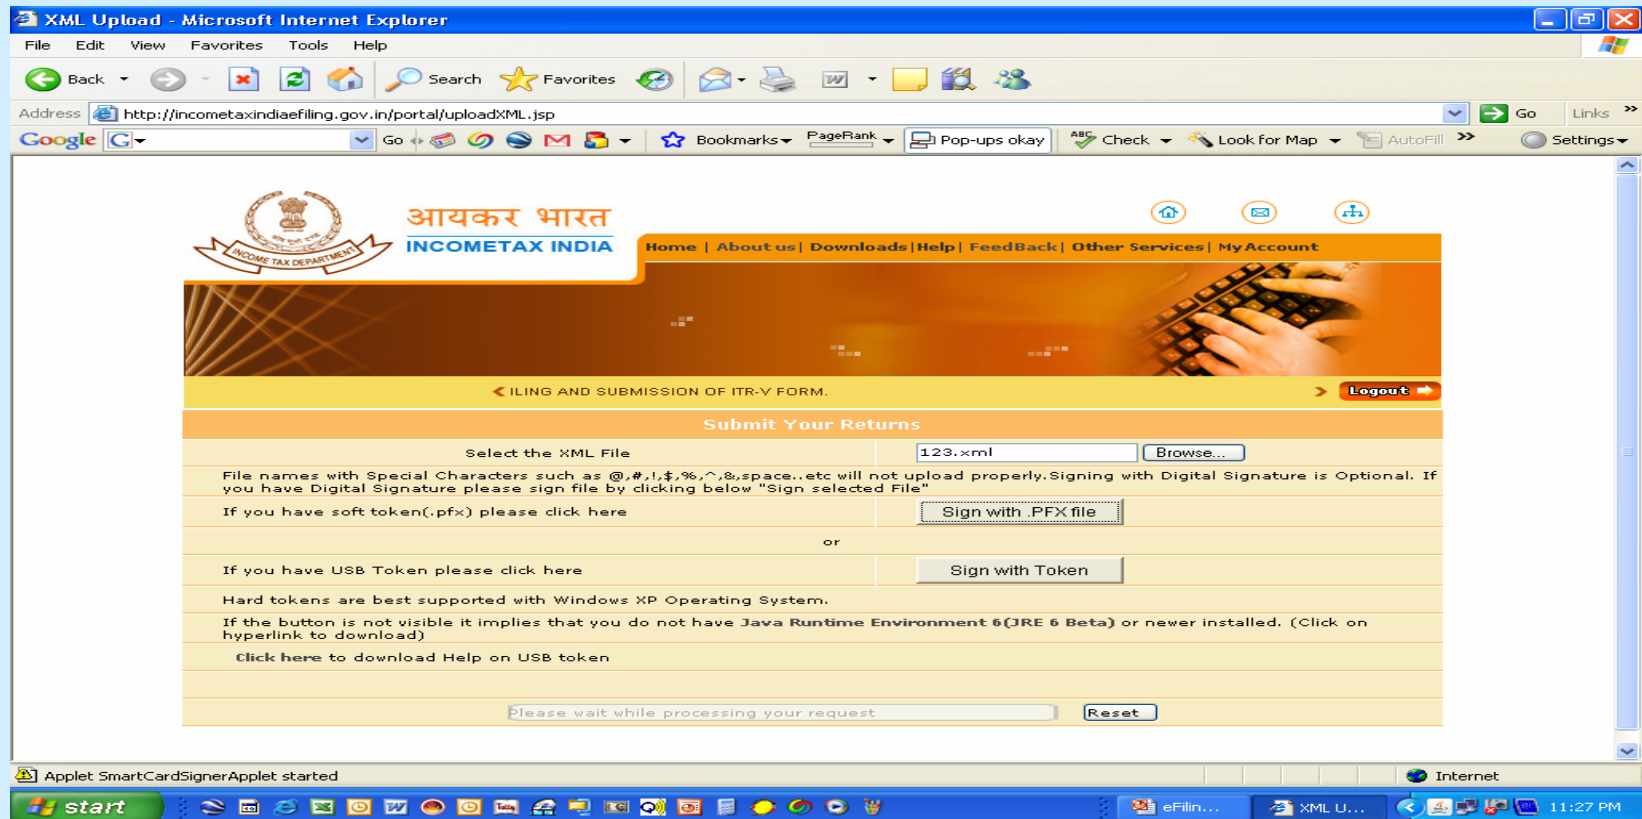 XML Upload - Microsoft Internet Explorer
File Edit View Favorites Tools Help
Back Search Favorites
Address http://incometaxindiaefiling.gov.in/portal/uploadXML.jsp Go Links »
Google G Go Bookmarks PageRank Pop-ups okay ABC Check Look for Map AutoFill » Settings
आयकर भारत
INCOMETAX INDIA
INCOME TAX DEPARTMENT
Home | About us | Downloads | Help | FeedBack | Other Services | My Account
ILING AND SUBMISSION OF ITR-V FORM. Logout
Submit Your Returns
Select the XML File 123.xml Browse...
File names with Special Characters such as @,#,!,$,%,^,&,space..etc will not upload properly.Signing with Digital Signature is Optional. If
you have Digital Signature please sign file by clicking below "Sign selected
File"
If you have soft token(.pfx) please click here Sign with .PFX file
or
If you have USB Token please click here Sign with Token
Hard tokens are best supported with Windows XP Operating System.
If the button is not visible it implies that you do not have Java Runtime Environment 6(JRE 6 Beta) or newer installed. (Click on
hyperlink to download)
Click here to download Help on USB token
Please wait while processing your request Reset
Applet SmartCardSignerApplet started Internet
start eFilin... XML U... 11:27 PM